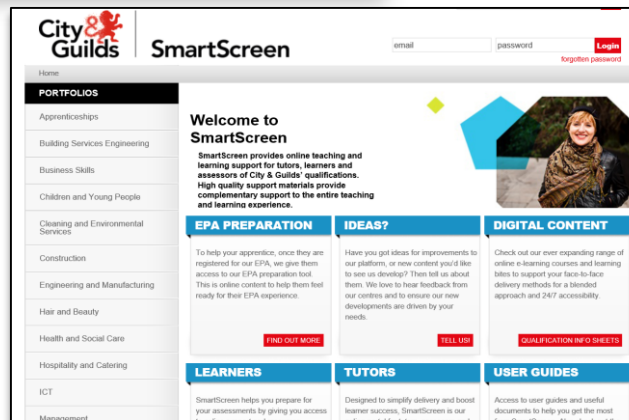 City&
Guilds
SmartScreen
email
password
Login
forgotten password
Home
PORTFOLIOS
Apprenticeships
Building Services Engineering
Business Skills
Children and Young People
Cleaning and Environmental
Services
Construction
Engineering and Manufacturing
Hair and Beauty
Health and Social Care
Hospitality and Catering
ICT
Management
Welcome to
SmartScreen
SmartScreen provides online teaching and
learning support for tutors, learners and
assessors of City & Guilds' qualifications.
High quality support materials provide
complementary support to the entire teaching
and learning experience.
EPA PREPARATION
To help your apprentice, once they are
registered for our EPA, we give them
access to our EPA preparation tool.
This is online content to help them feel
ready for their EPA experience.
FIND OUT MORE
IDEAS?
Have you got ideas for improvements to
our platform, or new content you'd like
to see us develop? Then tell us about
them. We love to hear feedback from
our centres and to ensure our new
developments are driven by your
needs.
TELL US!
DIGITAL CONTENT
Check out our ever expanding range of
online e-learning courses and learning
bites to support your face-to-face
delivery methods for a blended
approach and 24/7 accessibility
QUALIFICATION INFO SHEETS
LEARNERS
SmartScreen helps you prepare for
your assessments by giving you access
TUTORS
Designed to simplify delivery and boost
learner success, SmartScreen is our
USER GUIDES
Access to user guides and useful
documents to help you get the most